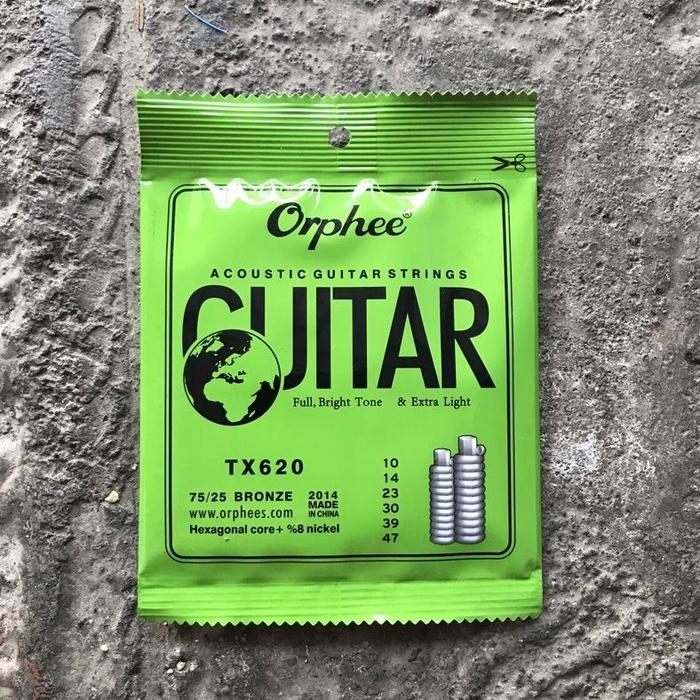 Orphee®
ACOUSTIC GUITAR STRINGS
GUITAR
Full, Bright Tone & Extra Light
TX620
75/25 BRONZE
www.orphees.com
Hexagonal core+ %8 nickel
2014
MADE
IN CHINA
10
14
23
30
39
47